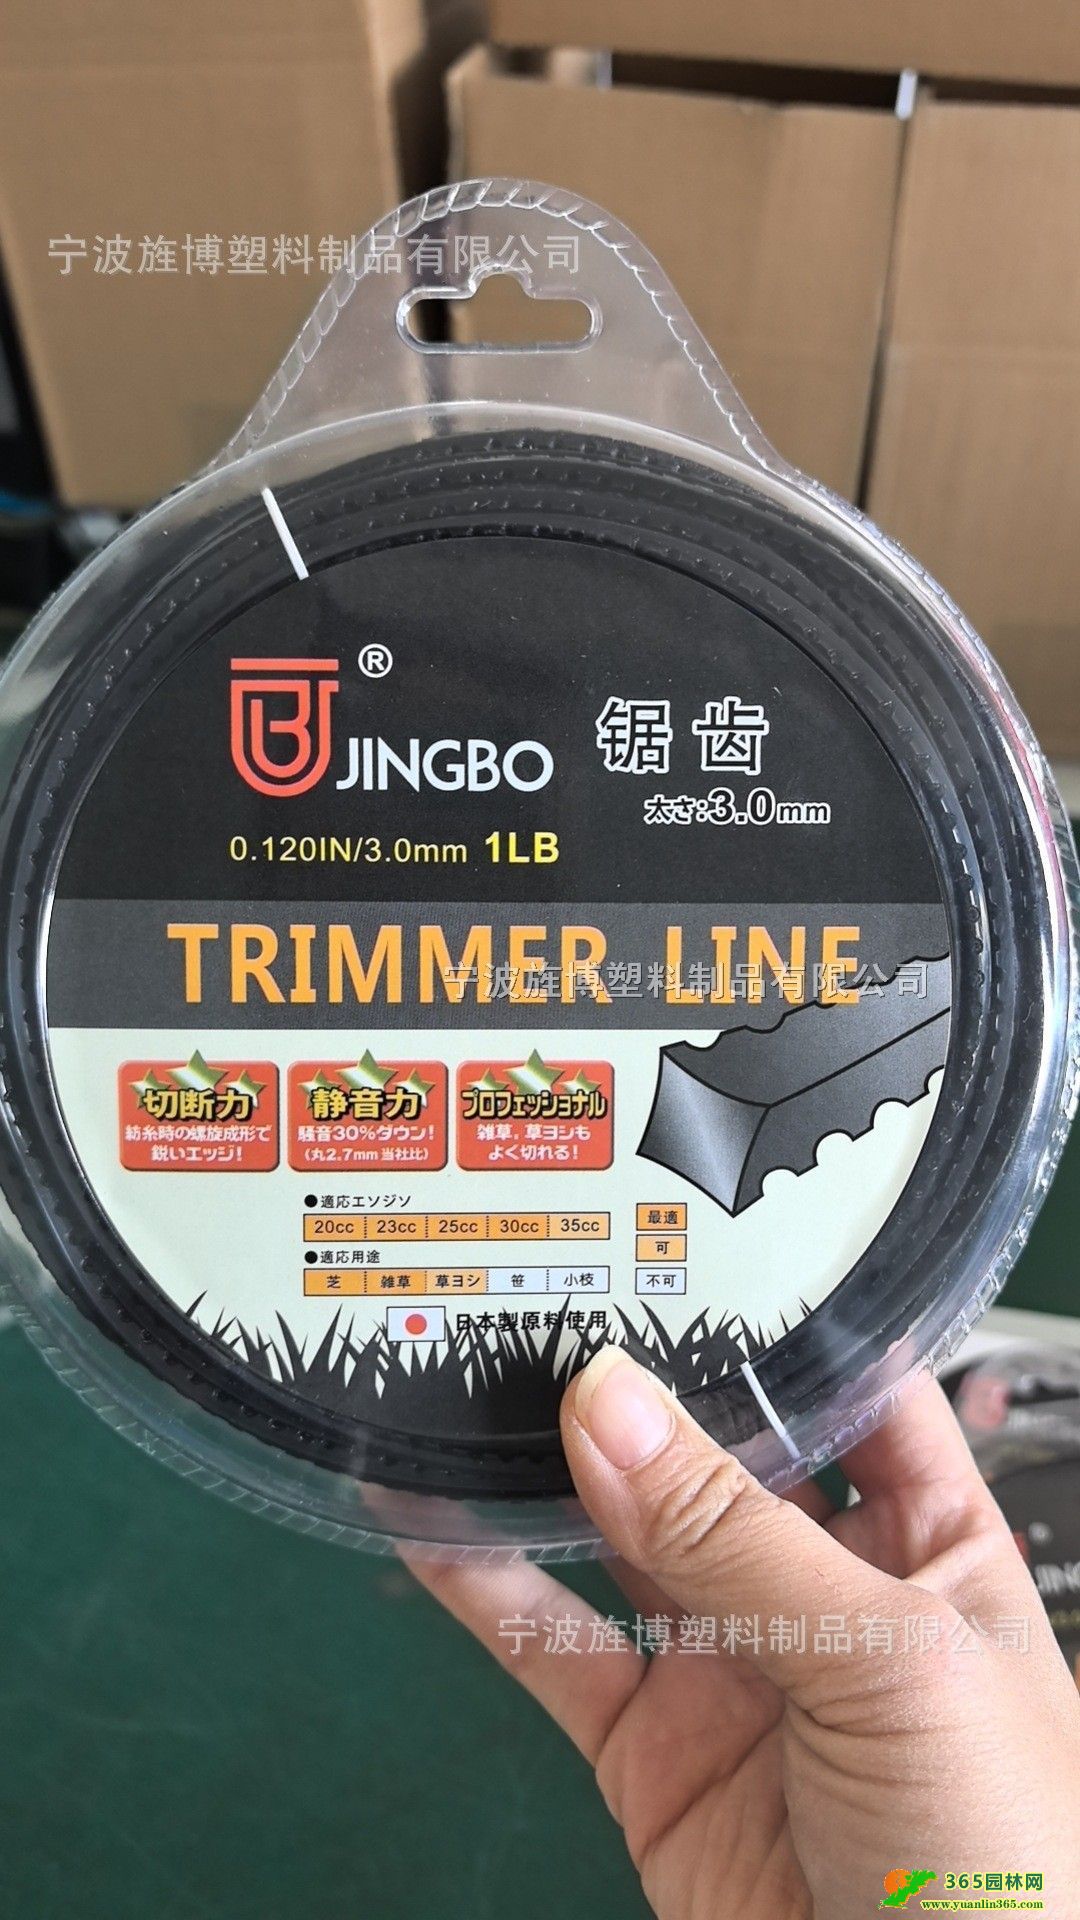 宁波旌博塑料制品有限公司
®
JINGBO
锯齿
太さ:3.0mm
0.120IN/3.0mm 1LB
TRIMMER LINE
宁波旌博塑料制品有限公司
切断力
紡糸時の螺旋成形で
鋭いエッジ!
静音力
騒音30%ダウン!
(丸2.7mm当社比)
プロフェッショナル
雑草，草ヨシも
よく切れる!
●適応エソジソ
20cc 23cc 25cc 30cc 35cc
●適応用途
芝 雑草 草ヨシ 笹 小枝
最適
可
不可
日本製原料使用
宁波旌博塑料制品有限公司
365园林网
www.yuanlin365.com